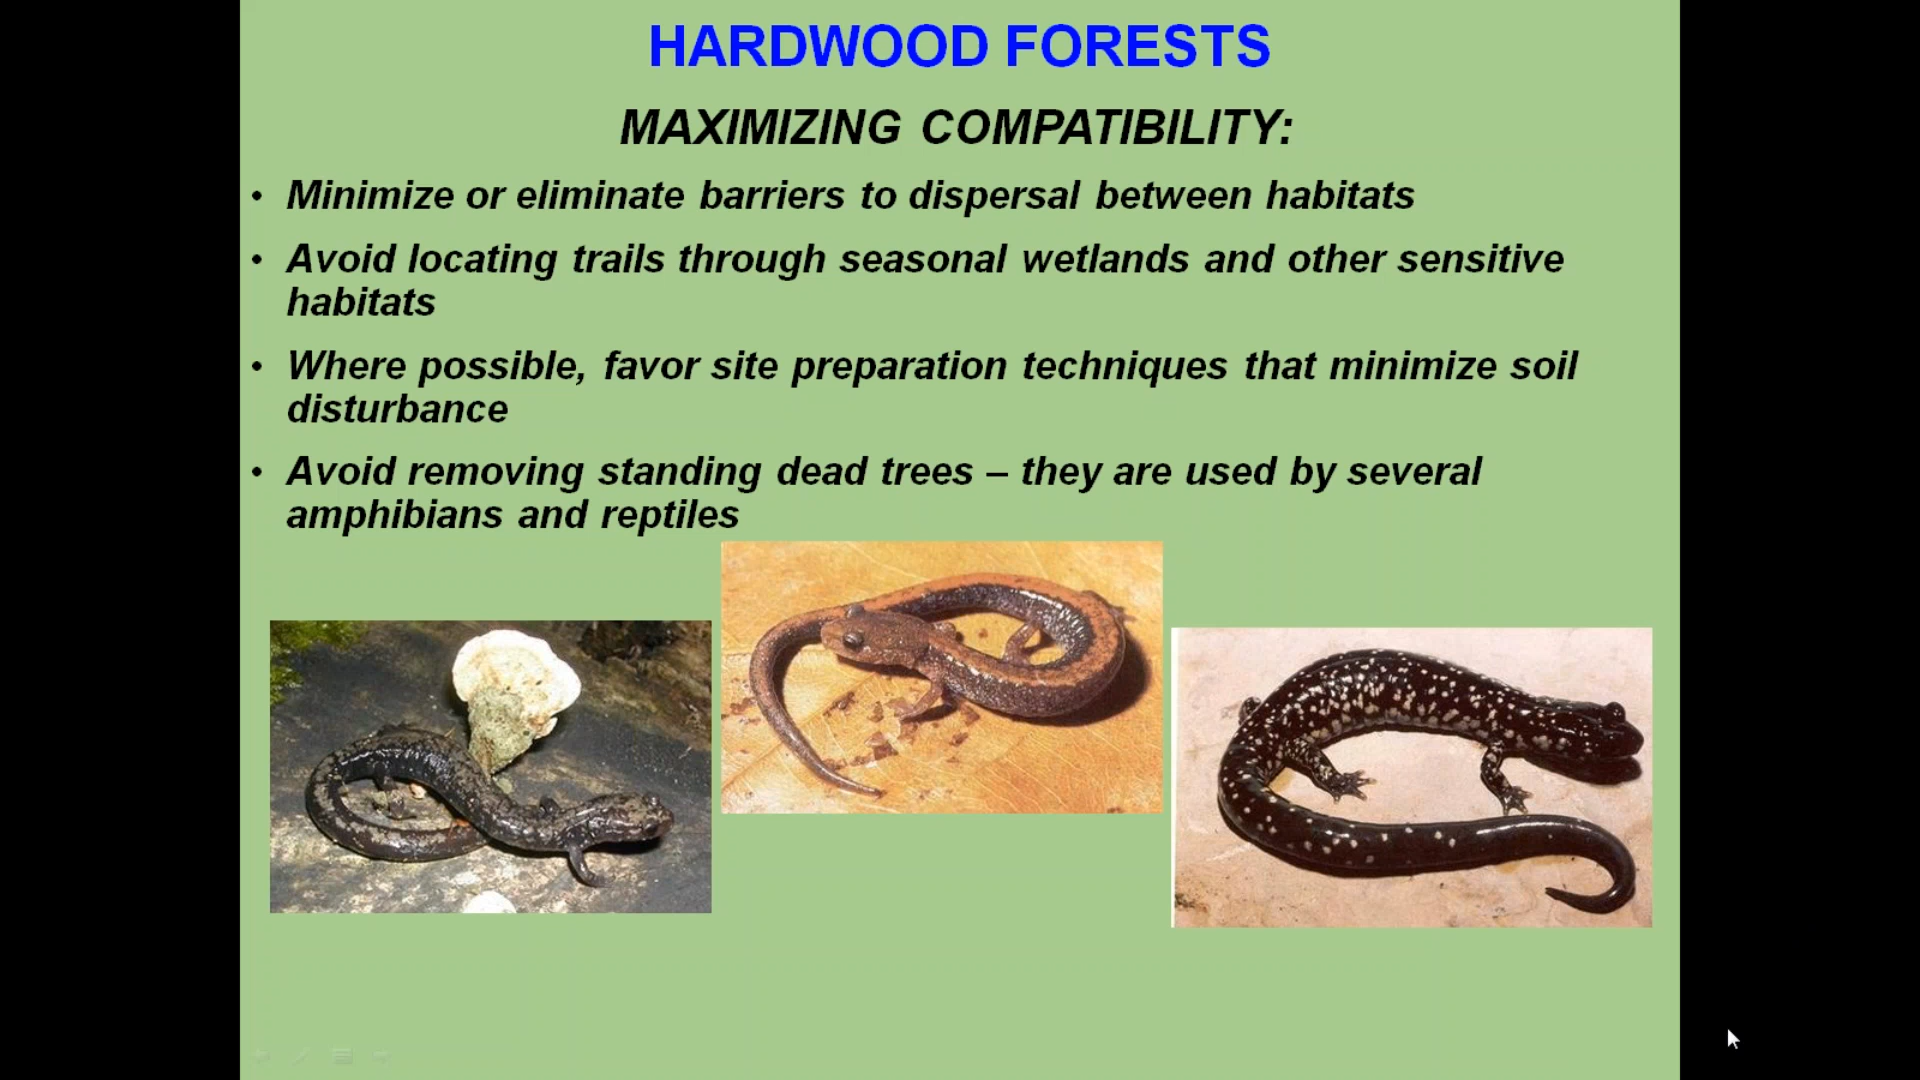 HARDWOOD FORESTS
MAXIMIZING COMPATIBILITY:
• Minimize or eliminate barriers to dispersal between habitats
• Avoid locating trails through seasonal wetlands and other sensitive
habitats
• Where possible, favor site preparation techniques that minimize soil
disturbance
• Avoid removing standing dead trees – they are used by several
amphibians and reptiles